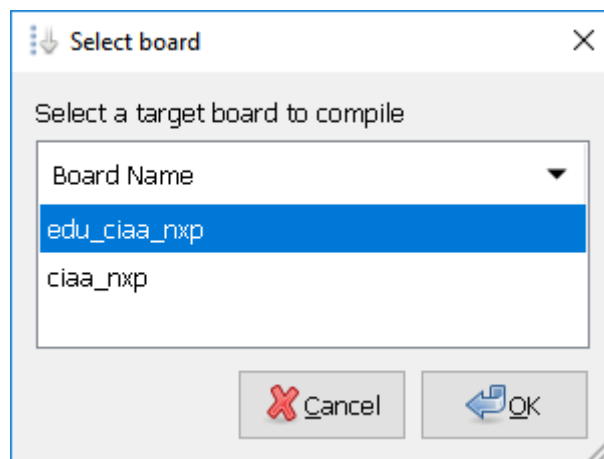 Select board
Select a target board to compile
Board Name
edu_ciaa_nxp
ciaa_nxp
Cancel OK